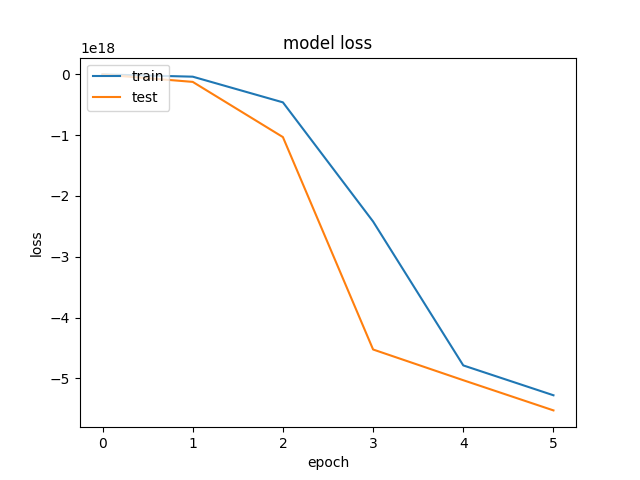 model loss
1e18
train
test
0
−1
−2
−3
−4
−5
loss
0 1 2 3 4 5
epoch